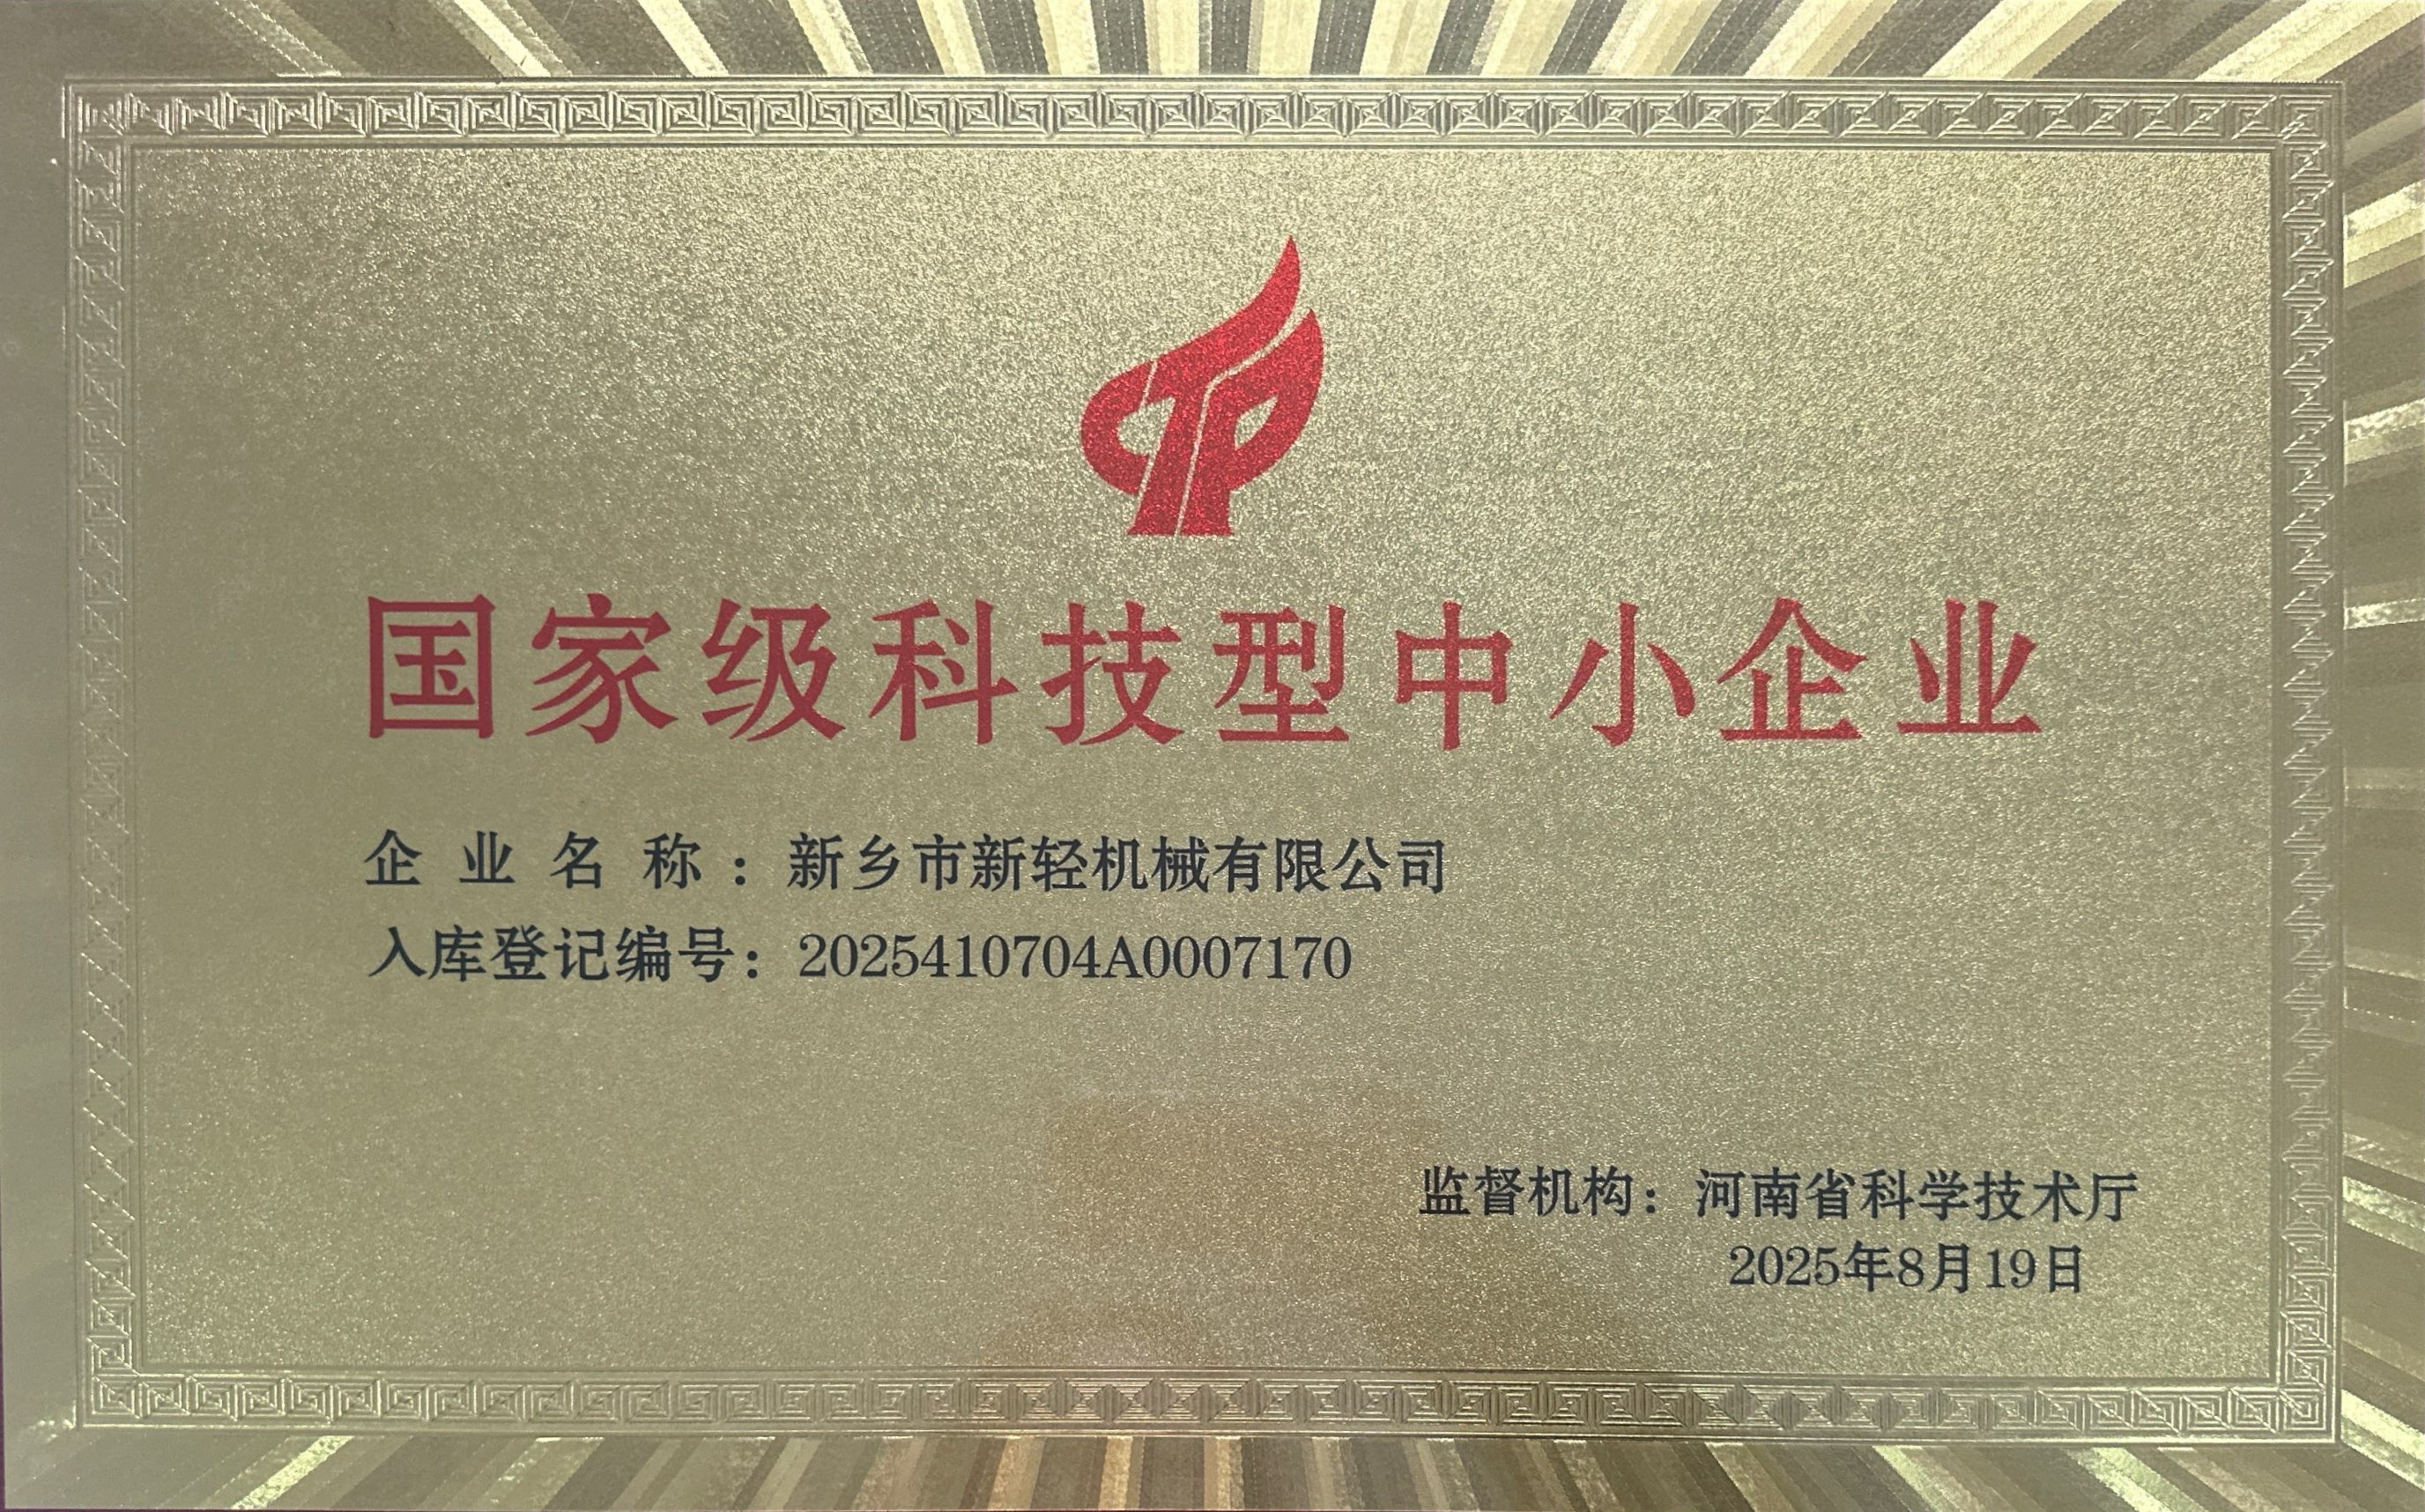 国家级科技型中小企业
企业名称：新乡市新轻机械有限公司
入库登记编号：2025410704A0007170
监督机构：河南省科学技术厅
2025年8月19日